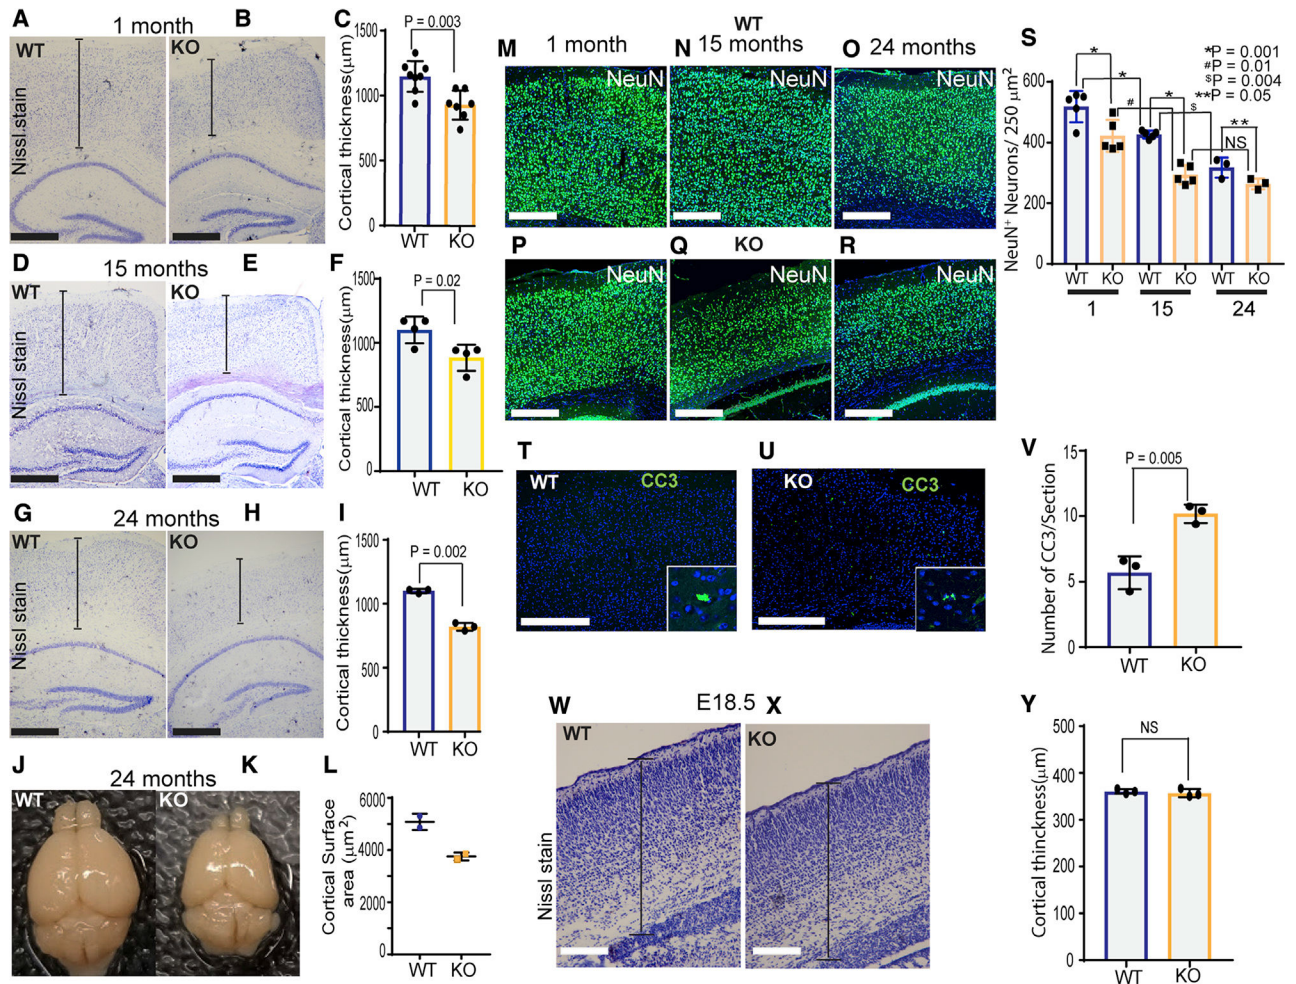 A
1 month
B
WT
KO
Nissl.stain
C
P = 0.003
Cortical thickness(µm)
1500
1000
500
0
WT
KO
D
15 months
E
WT
KO
Nissl stain
F
P = 0.02
Cortical thickness(µm)
1500
1000
500
0
WT
KO
G
24 months
H
WT
KO
Nissl stain
I
P = 0.002
Cortical thickness(µm)
1500
1000
500
0
WT
KO
J
24 months
K
WT
KO
L
Cortical Surface
area (µm²)
6000
4000
2000
0
WT
KO
WT
M
1 month
N
15 months
O
24 months
NeuN
NeuN
NeuN
P
Q
KO
R
NeuN
NeuN
NeuN
S
*P = 0.001
#P = 0.01
$P = 0.004
**P = 0.05
NeuN⁺ Neurons/ 250 µm²
600
400
200
0
*
*
#
*
$
**
NS
WT
KO
WT
KO
WT
KO
1
15
24
T
WT
CC3
U
KO
CC3
V
P = 0.005
Number of CC3/Section
15
10
5
0
WT
KO
W
E18.5
X
WT
KO
Nissl stain
Y
NS
Cortical thinckness(µm)
500
400
300
200
100
0
WT
KO